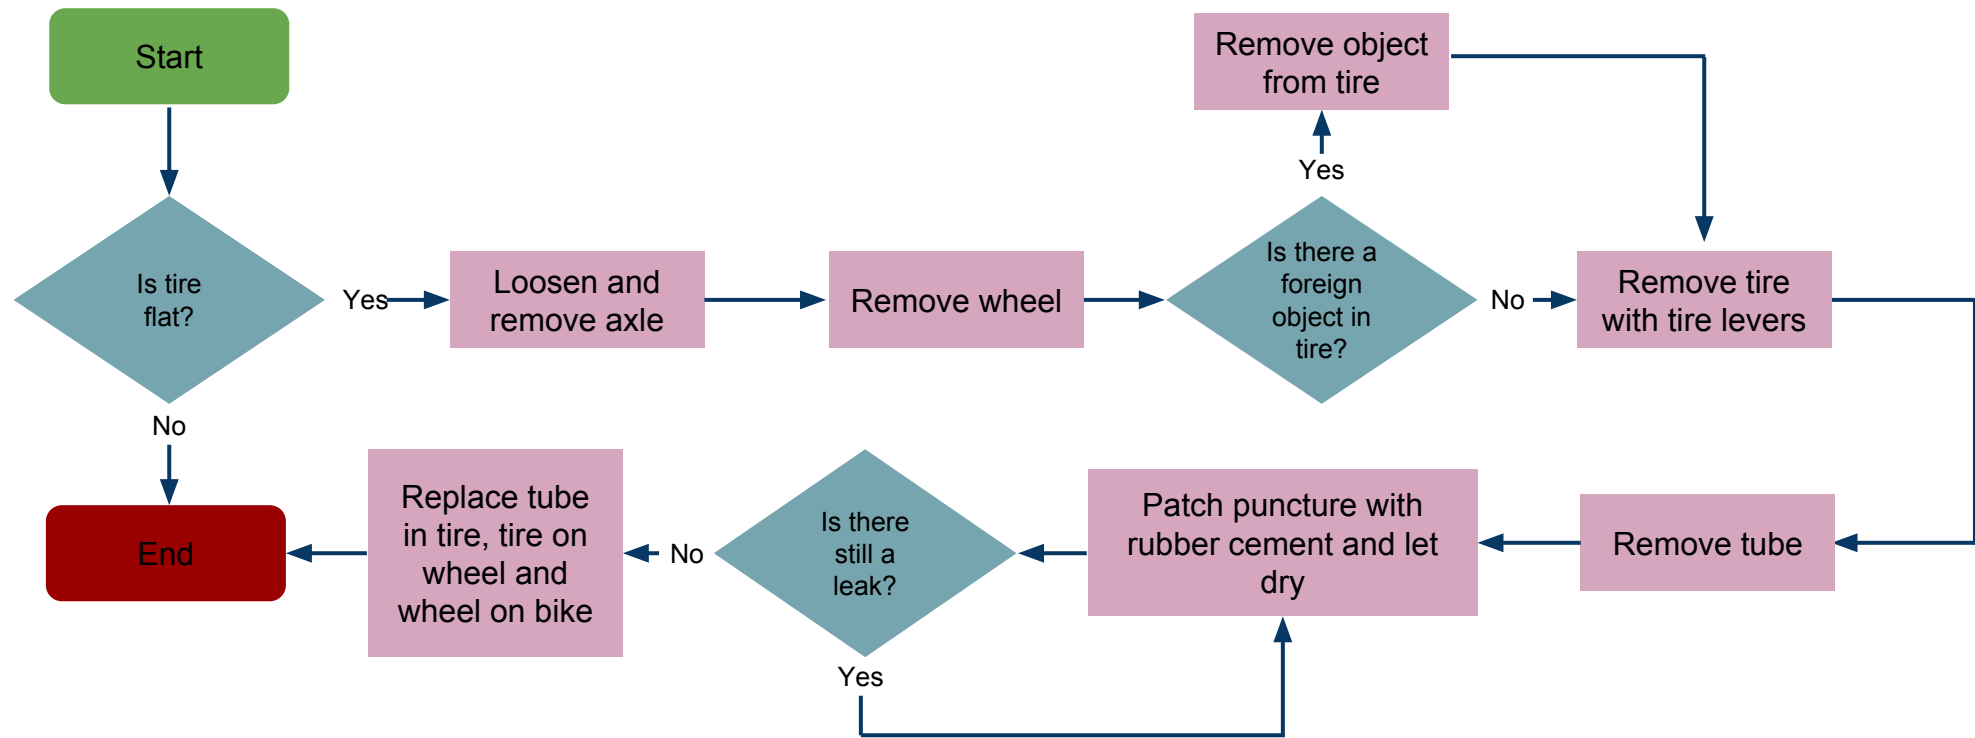 Start
Is tire
flat?
Yes
Loosen and
remove axle
Remove wheel
Is there a
foreign
object in
tire?
Yes
Remove object
from tire
No
Remove tire
with tire levers
Remove tube
Patch puncture with
rubber cement and let
dry
Is there
still a
leak?
Yes
No
Replace tube
in tire, tire on
wheel and
wheel on bike
No
End